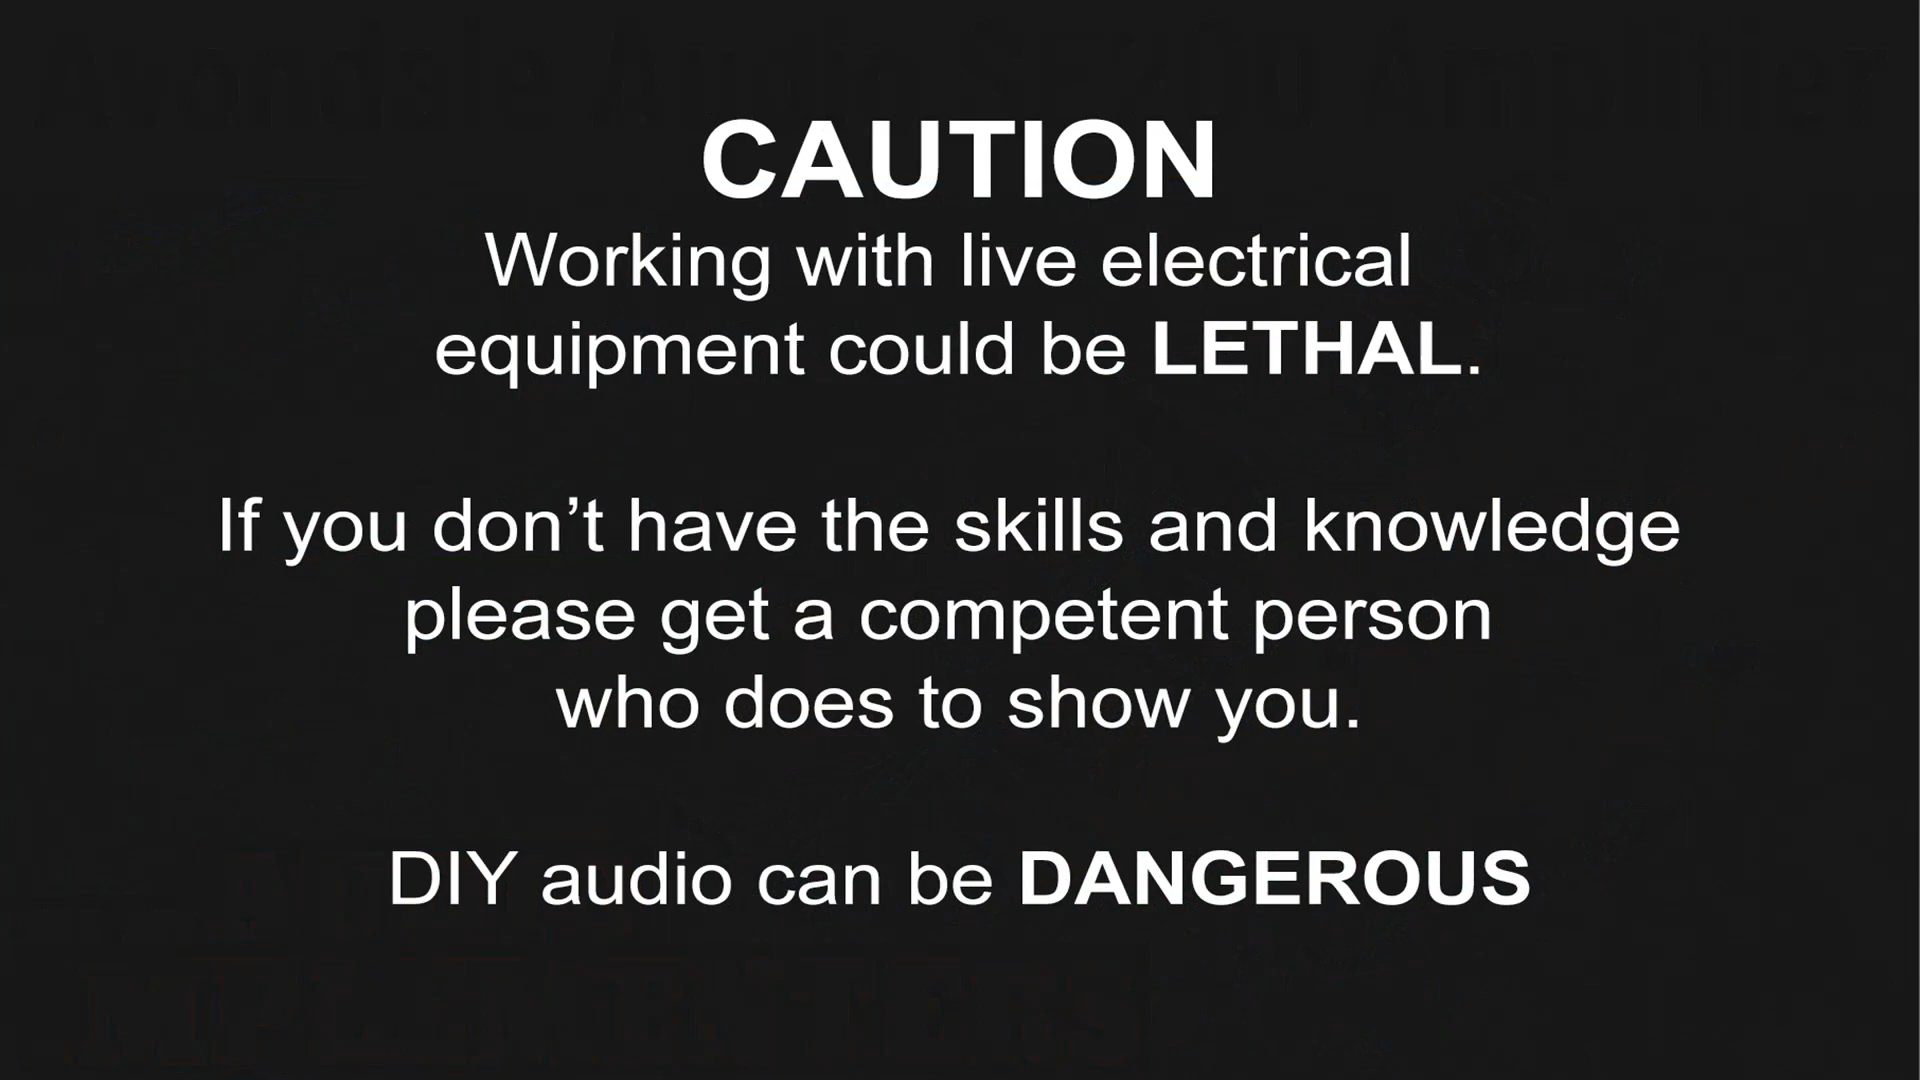 CAUTION
Working with live electrical
equipment could be LETHAL.
If you don’t have the skills and knowledge
please get a competent person
who does to show you.
DIY audio can be DANGEROUS